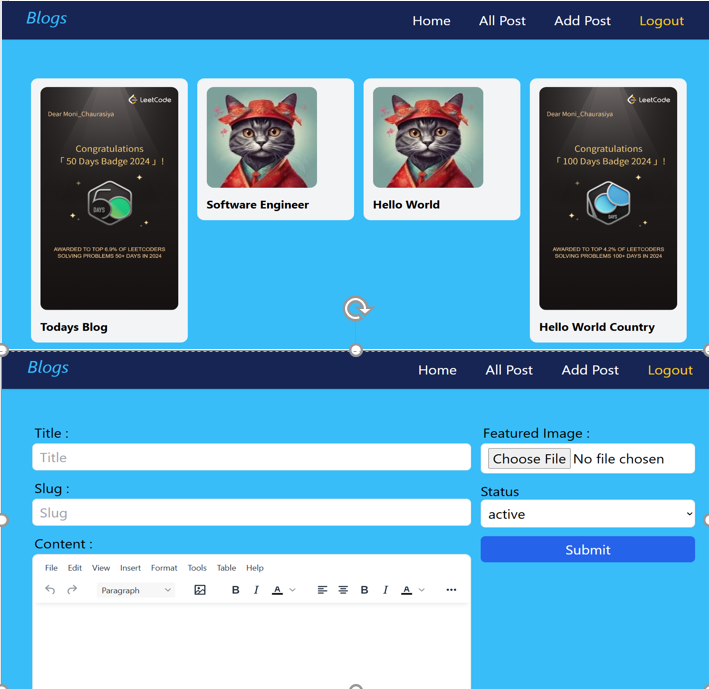 Blogs
Home
All Post
Add Post
Logout
LeetCode
Dear Moni_Chaurasiya
Congratulations
「 50 Days Badge 2024 」 !
50
DAYS
AWARDED TO TOP 6.9% OF LEETCODERS
SOLVING PROBLEMS 50+ DAYS IN 2024
Todays Blog
Software Engineer
Hello World
LeetCode
Dear Moni_Chaurasiya
Congratulations
「 100 Days Badge 2024 」 !
DAYS
AWARDED TO TOP 4.2% OF LEETCODERS
SOLVING PROBLEMS 100+ DAYS IN 2024
Hello World Country
Blogs
Home
All Post
Add Post
Logout
Title :
Title
Slug :
Slug
Content :
File Edit View Insert Format Tools Table Help
Paragraph B I A B I A ...
Featured Image :
Choose File No file chosen
Status
active
Submit